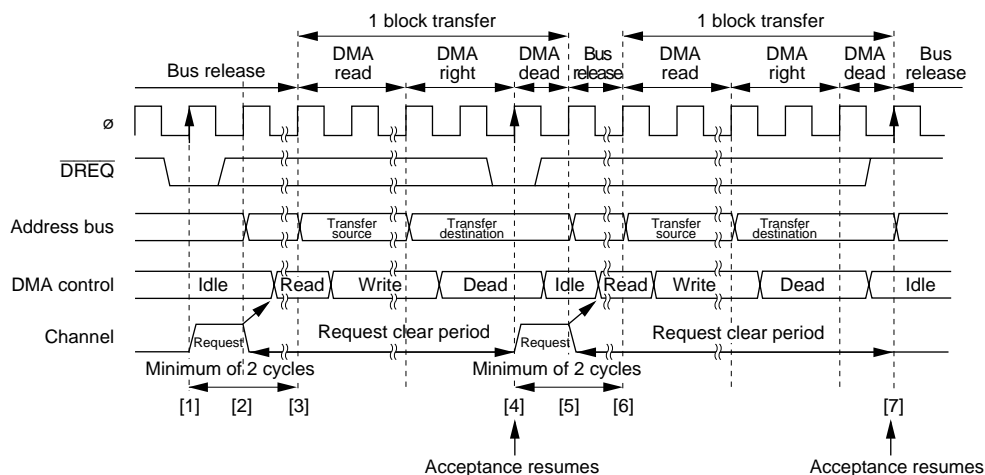 1 block transfer
1 block transfer
Bus release
DMA read
DMA right
DMA dead
Bus release
DMA read
DMA right
DMA dead
Bus release
ø
DREQ
Address bus
Transfer source
Transfer destination
Transfer source
Transfer destination
DMA control
Idle
Read
Write
Dead
Idle
Read
Write
Dead
Idle
Channel
Request
Request clear period
Request
Request clear period
Minimum of 2 cycles
Minimum of 2 cycles
[1]
[2]
[3]
[4]
[5]
[6]
[7]
Acceptance resumes
Acceptance resumes